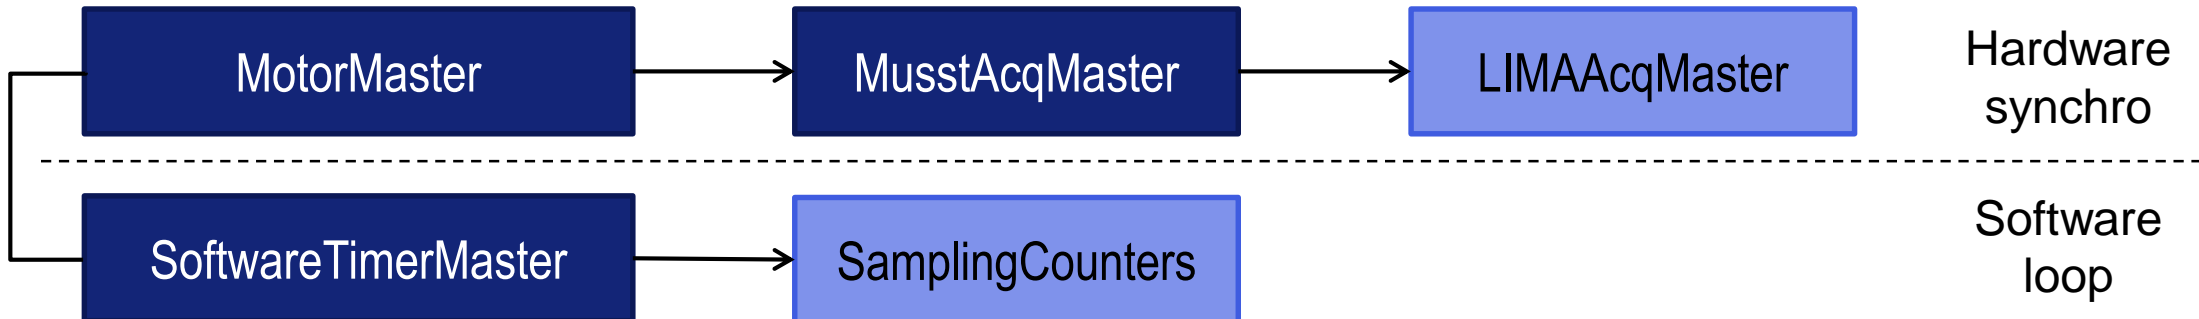 MotorMaster
MusstAcqMaster
LIMAAcqMaster
Hardware
synchro
SoftwareTimerMaster
SamplingCounters
Software
loop